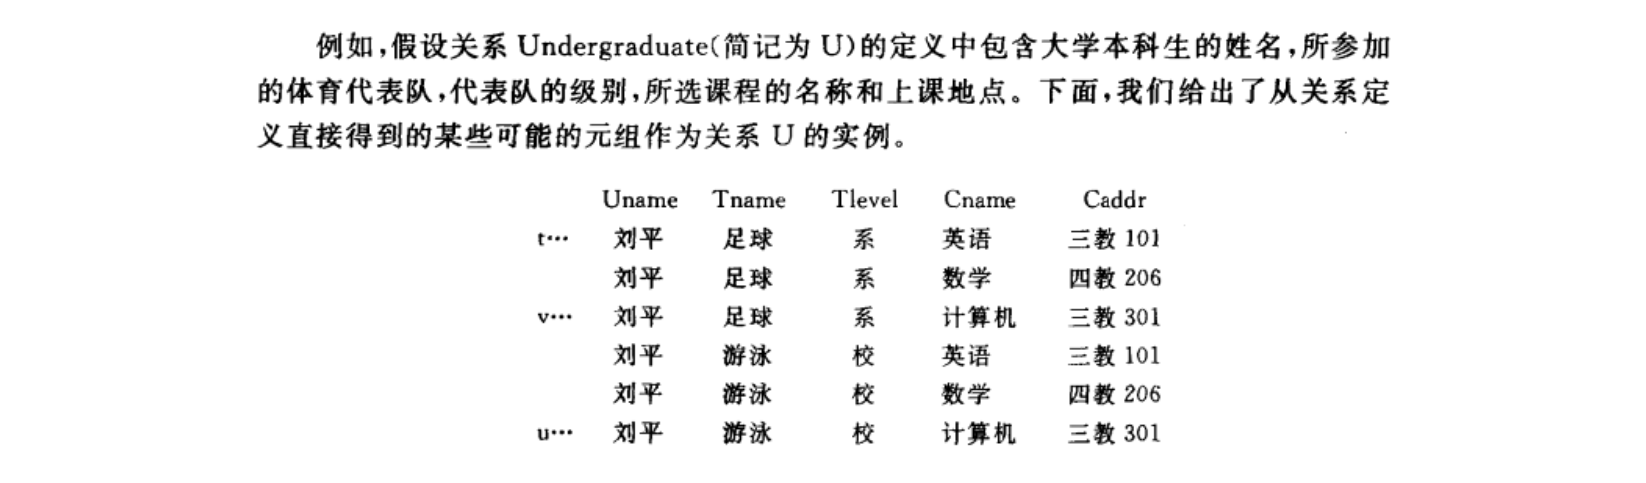 例如,假设关系 Undergraduate(简记为 U)的定义中包含大学本科生的姓名,所参加
的体育代表队,代表队的级别,所选课程的名称和上课地点。下面,我们给出了从关系定
义直接得到的某些可能的元组作为关系 U 的实例。
Uname Tname Tlevel Cname Caddr
t… 刘平 足球 系 英语 三教 101
刘平 足球 系 数学 四教 206
v… 刘平 足球 系 计算机 三教 301
刘平 游泳 校 英语 三教 101
刘平 游泳 校 数学 四教 206
u… 刘平 游泳 校 计算机 三教 301